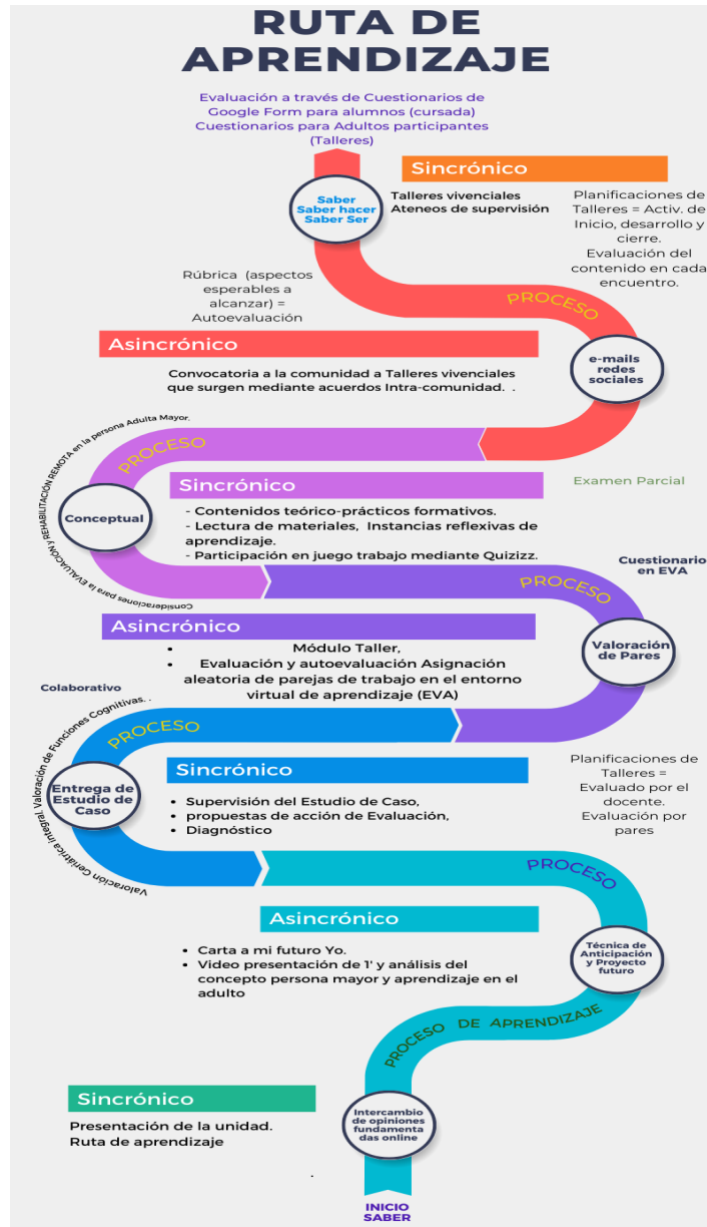 RUTA DE
APRENDIZAJE
Evaluación a través de Cuestionarios de
Google Form para alumnos (cursada)
Cuestionarios para Adultos participantes
(Talleres)
Sincrónico
Saber
Saber hacer
Saber Ser
Talleres vivenciales
Ateneos de supervisión
Planificaciones de
Talleres = Activ. de
Inicio, desarrollo y
cierre.
Evaluación del
contenido en cada
encuentro.
Rúbrica (aspectos
esperables a
alcanzar) =
Autoevaluación
PROCESO
Asincrónico
e-mails
redes
sociales
Convocatoria a la comunidad a Talleres vivenciales
que surgen mediante acuerdos Intra-comunidad. .
PROCESO
Consideraciones para la EVALUACIÓN y REHABILITACIÓN REMOTA en la persona Adulta Mayor.
Sincrónico
Examen Parcial
Conceptual
- Contenidos teórico-prácticos formativos.
- Lectura de materiales, Instancias reflexivas de
aprendizaje.
- Participación en juego trabajo mediante Quizizz.
Cuestionario
en EVA
PROCESO
Asincrónico
• Módulo Taller,
• Evaluación y autoevaluación Asignación
aleatoria de parejas de trabajo en el entorno
virtual de aprendizaje (EVA)
Valoración
de Pares
Colaborativo
PROCESO
Valoración Geriátrica integral. Valoración de Funciones Cognitivas. .
Sincrónico
Entrega de
Estudio de
Caso
• Supervisión del Estudio de Caso,
• propuestas de acción de Evaluación,
• Diagnóstico
Planificaciones de
Talleres =
Evaluado por el
docente.
Evaluación por
pares
PROCESO
Asincrónico
• Carta a mi futuro Yo.
• Video presentación de 1' y análisis del
concepto persona mayor y aprendizaje en el
adulto
Técnica de
Anticipación
y Proyecto
futuro
PROCESO DE APRENDIZAJE
Sincrónico
Presentación de la unidad.
Ruta de aprendizaje
.
Intercambio
de opiniones
fundamenta
das online
INICIO
SABER